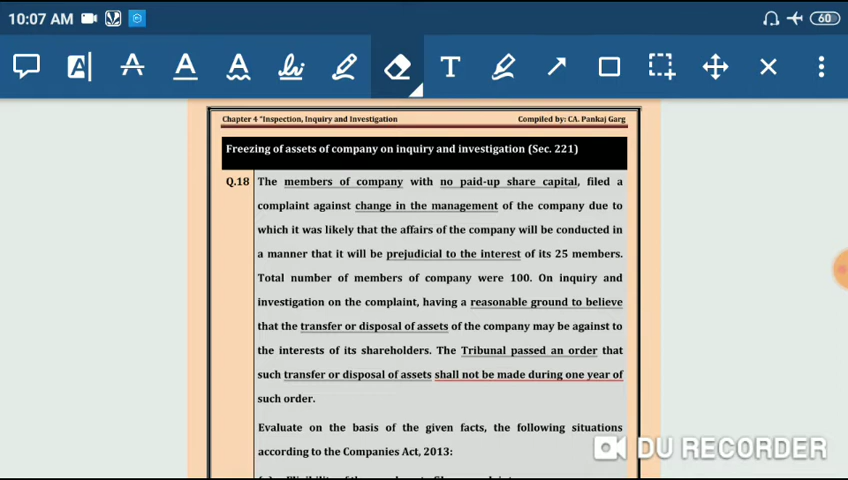 10:07 AM 60
A T
Chapter 4 "Inspection, Inquiry and Investigation Compiled by: CA. Pankaj Garg
Freezing of assets of company on inquiry and investigation (Sec. 221)
Q.18 The members of company with no paid-up share capital, filed a
complaint against change in the management of the company due to
which it was likely that the affairs of the company will be conducted in
a manner that it will be prejudicial to the interest of its 25 members.
Total number of members of company were 100. On inquiry and
investigation on the complaint, having a reasonable ground to believe
that the transfer or disposal of assets of the company may be against to
the interests of its shareholders. The Tribunal passed an order that
such transfer or disposal of assets shall not be made during one year of
such order.
Evaluate on the basis of the given facts, the following situations
according to the Companies Act, 2013:
DU RECORDER